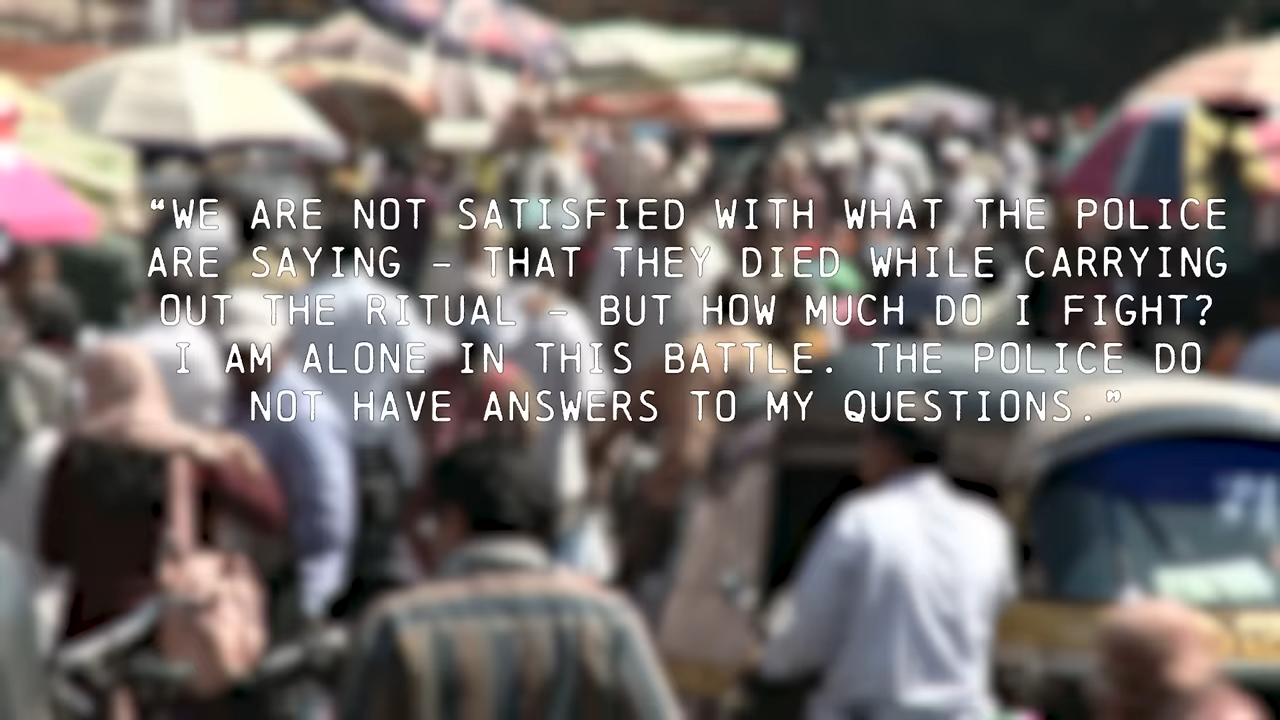 “WE ARE NOT SATISFIED WITH WHAT THE POLICE
ARE SAYING – THAT THEY DIED WHILE CARRYING
OUT THE RITUAL – BUT HOW MUCH DO I FIGHT?
I AM ALONE IN THIS BATTLE. THE POLICE DO
NOT HAVE ANSWERS TO MY QUESTIONS.”